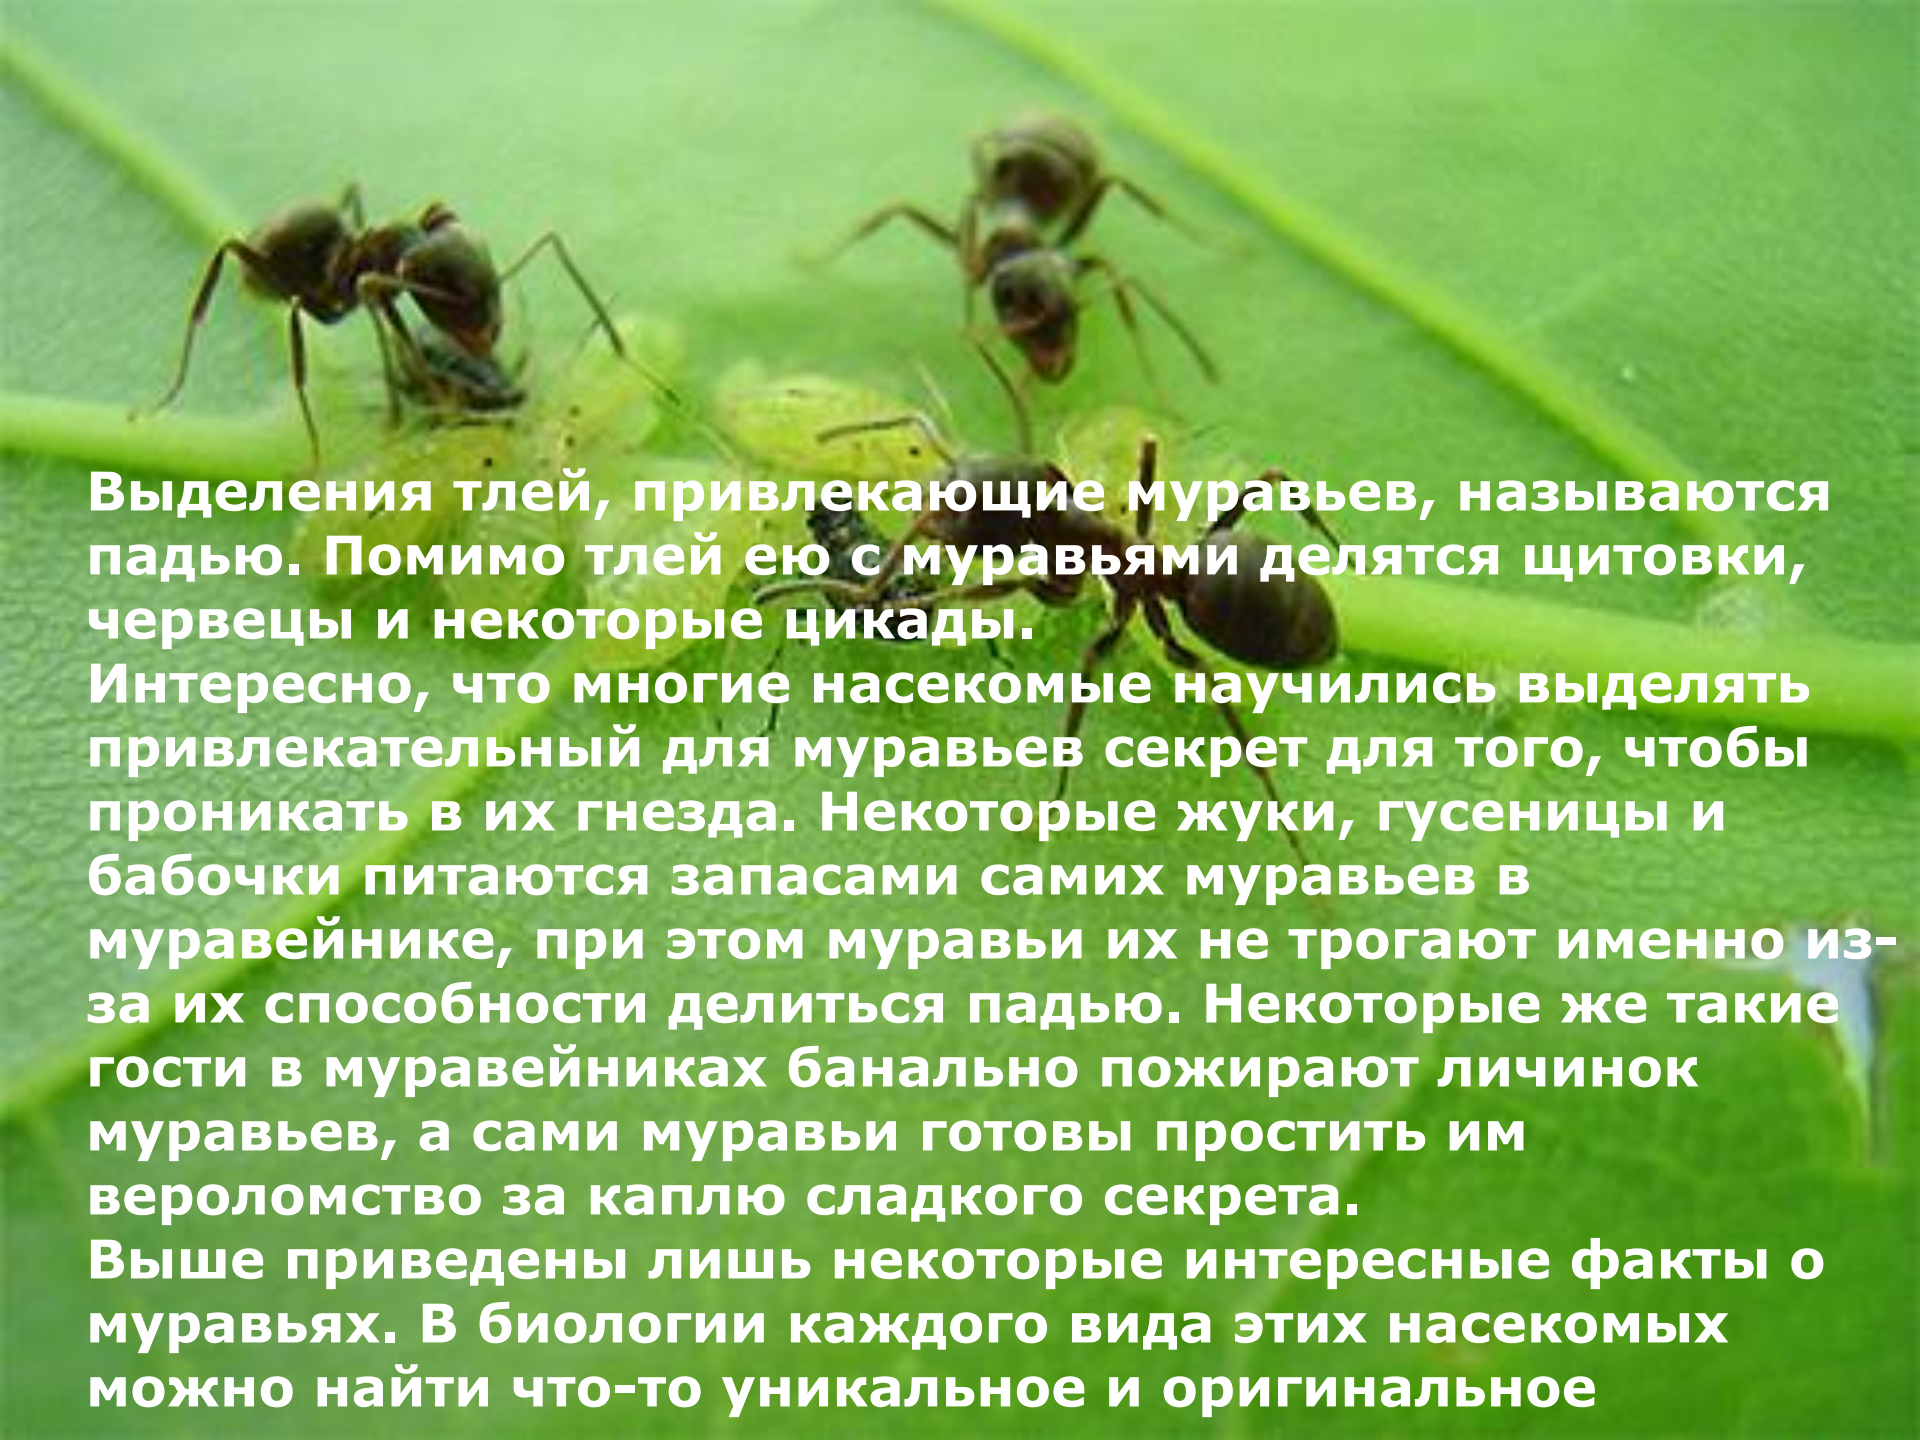 Выделения тлей, привлекающие муравьев, называются
падью. Помимо тлей ею с муравьями делятся щитовки,
червецы и некоторые цикады.
Интересно, что многие насекомые научились выделять
привлекательный для муравьев секрет для того, чтобы
проникать в их гнезда. Некоторые жуки, гусеницы и
бабочки питаются запасами самих муравьев в
муравейнике, при этом муравьи их не трогают именно из-
за их способности делиться падью. Некоторые же такие
гости в муравейниках банально пожирают личинок
муравьев, а сами муравьи готовы простить им
вероломство за каплю сладкого секрета.
Выше приведены лишь некоторые интересные факты о
муравьях. В биологии каждого вида этих насекомых
можно найти что-то уникальное и оригинальное